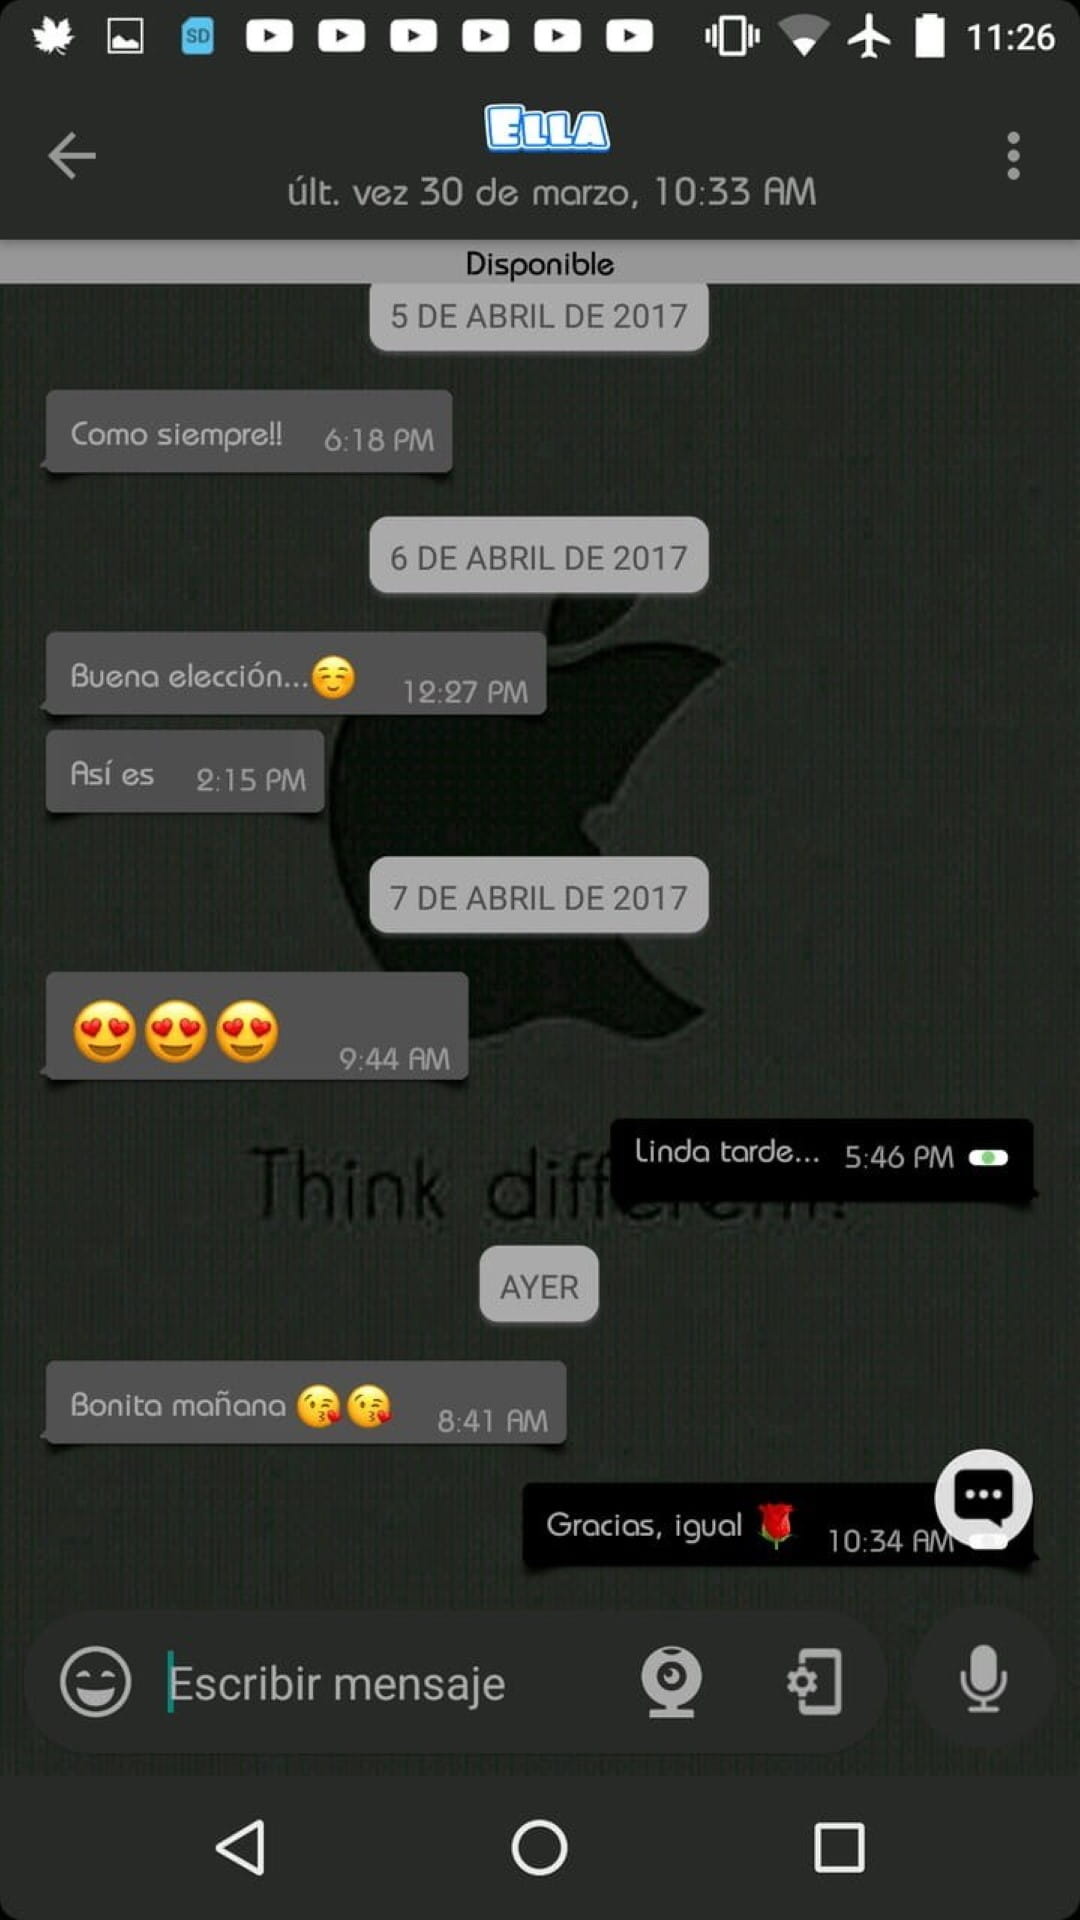 SD
11:26
ELLA
últ. vez 30 de marzo, 10:33 AM
Disponible
5 DE ABRIL DE 2017
Como siempre!! 6:18 PM
6 DE ABRIL DE 2017
Buena elección...☺️ 12:27 PM
Así es 2:15 PM
7 DE ABRIL DE 2017
😍😍😍 9:44 AM
Linda tarde... 5:46 PM
Think different!
AYER
Bonita mañana 😘😘 8:41 AM
Gracias, igual 🌹 10:34 AM
Escribir mensaje